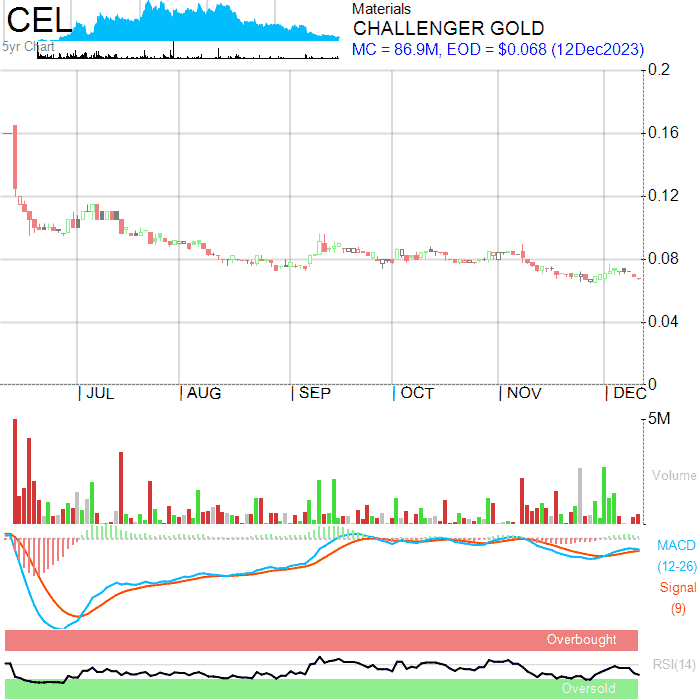 CEL
5yr Chart
Materials
CHALLENGER GOLD
MC = 86.9M, EOD = $0.068 (12Dec2023)
0.2
0.16
0.12
0.08
0.04
0
JUL AUG SEP OCT NOV DEC
5M
Volume
MACD
(12-26)
Signal
(9)
Overbought
RSI(14)
Oversold